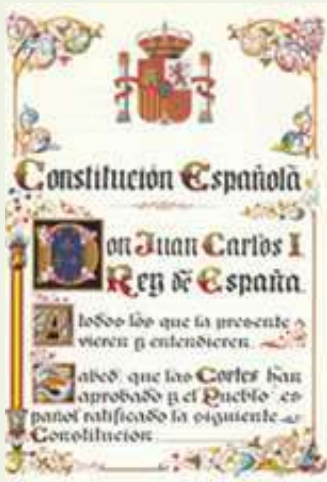 Constitución Española
Don Juan Carlos I
Rey de España.
A todos los que la presente
vieren y entendieren.
Sabed: que las Cortes han
aprobado y el Pueblo es-
pañol ratificado la siguiente
Constitución